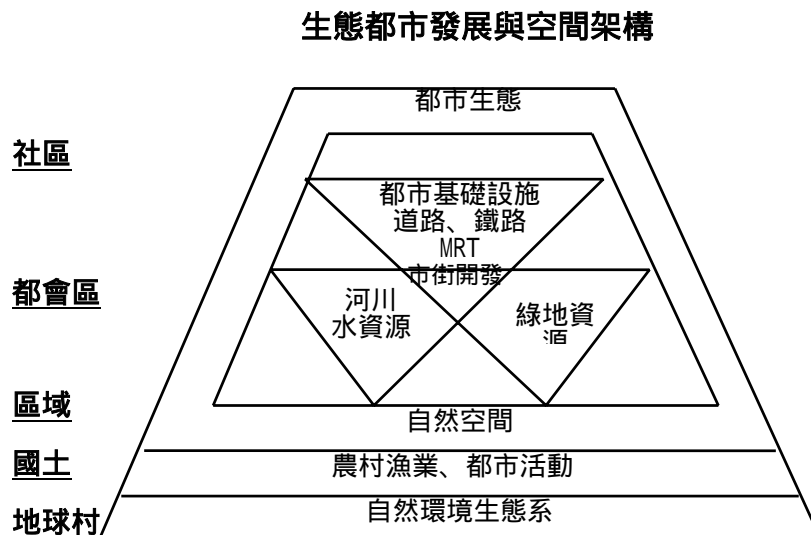 生態都市發展與空間架構
都市生態
社區
都市基礎設施
道路、鐵路
MRT
市街開發
都會區
河川
水資源
綠地資
源
區域
自然空間
國土
農村漁業、都市活動
自然環境生態系
地球村